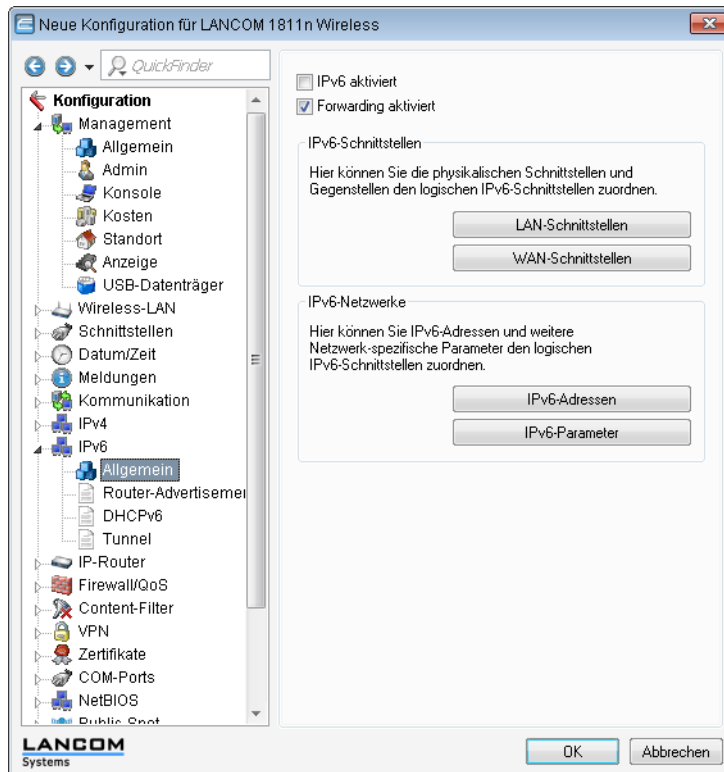 Neue Konfiguration für LANCOM 1811n Wireless
QuickFinder
Konfiguration
Management
Allgemein
Admin
Konsole
Kosten
Standort
Anzeige
USB-Datenträger
Wireless-LAN
Schnittstellen
Datum/Zeit
Meldungen
Kommunikation
IPv4
IPv6
Allgemein
Router-Advertisemen
DHCPv6
Tunnel
IP-Router
Firewall/QoS
Content-Filter
VPN
Zertifikate
COM-Ports
NetBIOS
Public-Spot
IPv6 aktiviert
Forwarding aktiviert
IPv6-Schnittstellen
Hier können Sie die physikalischen Schnittstellen und
Gegenstellen den logischen IPv6-Schnittstellen zuordnen.
LAN-Schnittstellen
WAN-Schnittstellen
IPv6-Netzwerke
Hier können Sie IPv6-Adressen und weitere
Netzwerk-spezifische Parameter den logischen
IPv6-Schnittstellen zuordnen.
IPv6-Adressen
IPv6-Parameter
LANCOM
Systems
OK
Abbrechen